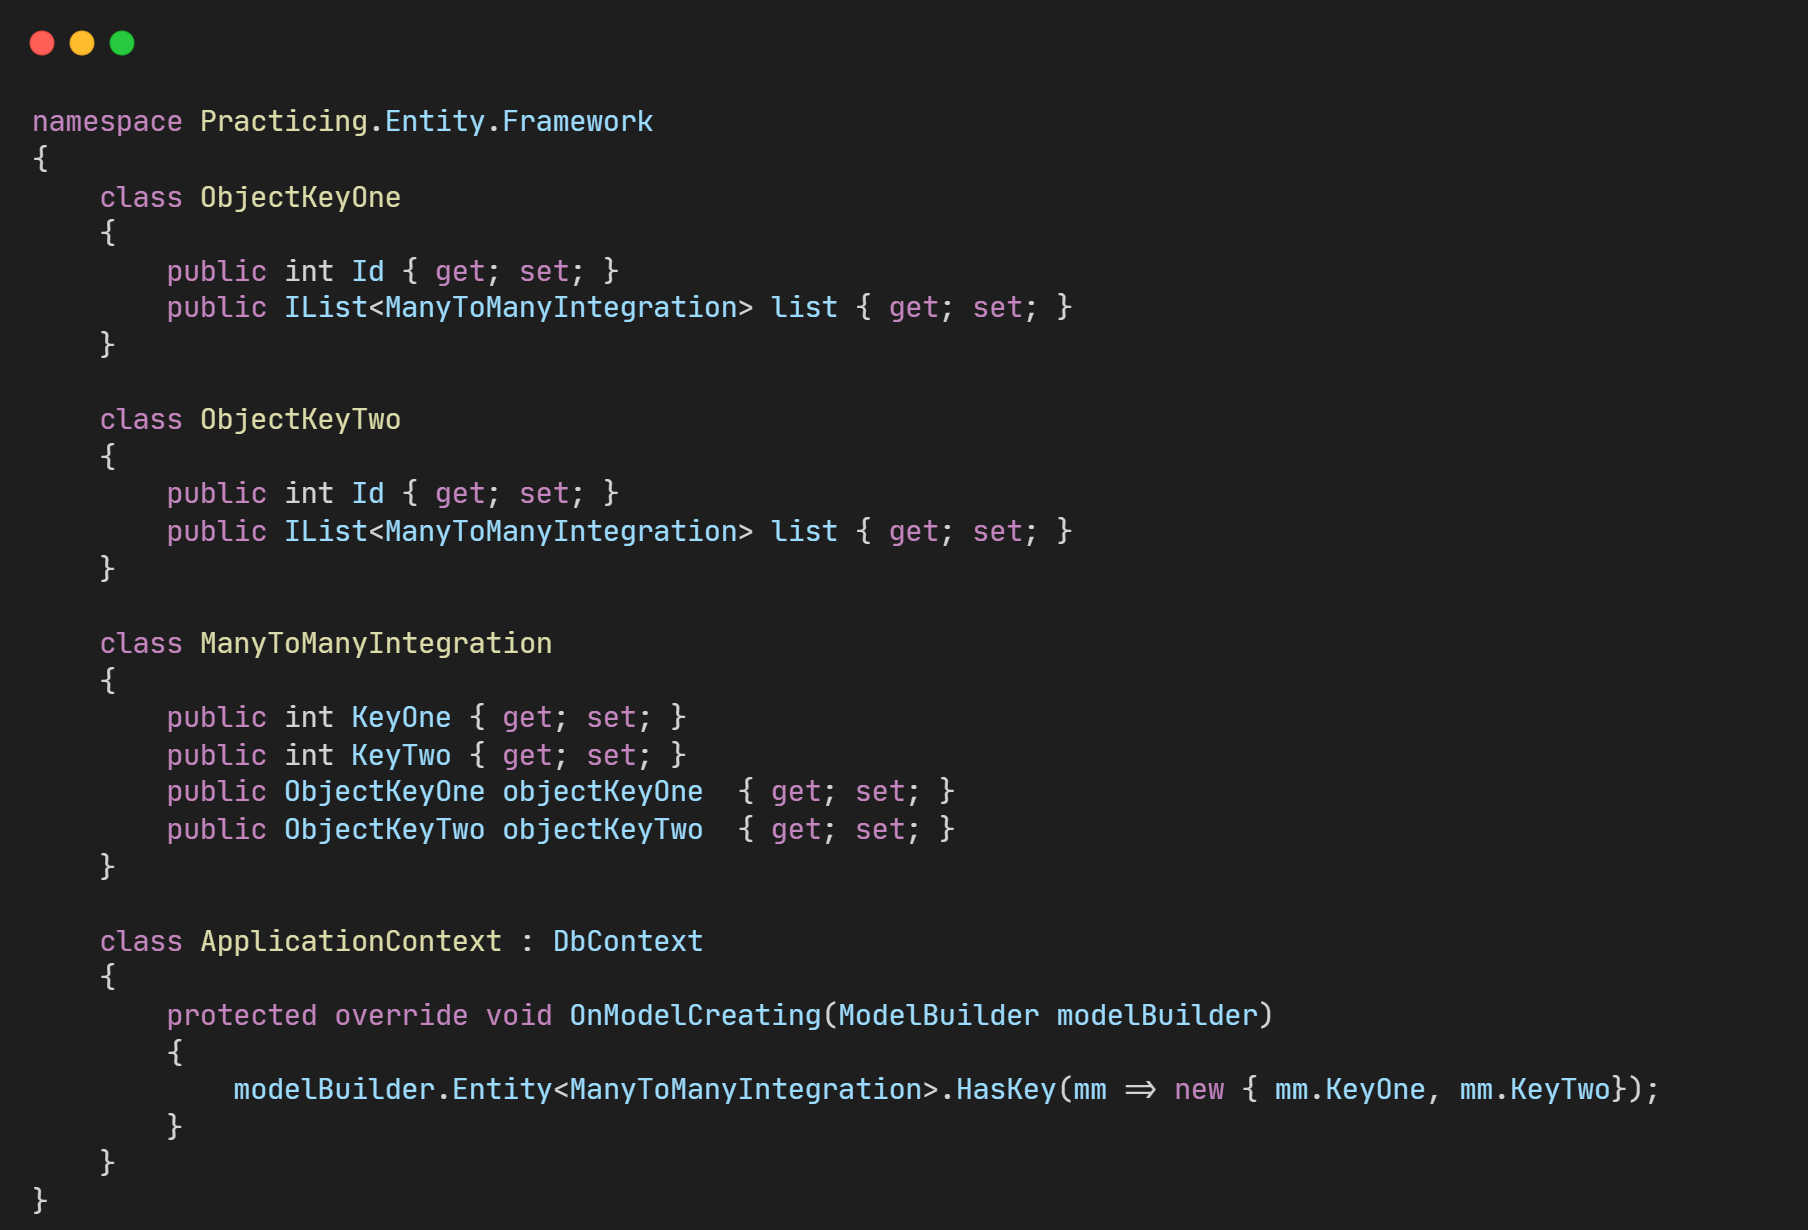 namespace Practicing.Entity.Framework
{
    class ObjectKeyOne
    {
        public int Id { get; set; }
        public IList<ManyToManyIntegration> list { get; set; }
    }

    class ObjectKeyTwo
    {
        public int Id { get; set; }
        public IList<ManyToManyIntegration> list { get; set; }
    }

    class ManyToManyIntegration
    {
        public int KeyOne { get; set; }
        public int KeyTwo { get; set; }
        public ObjectKeyOne objectKeyOne  { get; set; }
        public ObjectKeyTwo objectKeyTwo  { get; set; }
    }

    class ApplicationContext : DbContext
    {
        protected override void OnModelCreating(ModelBuilder modelBuilder)
        {
            modelBuilder.Entity<ManyToManyIntegration>.HasKey(mm => new { mm.KeyOne, mm.KeyTwo});
        }
    }
}